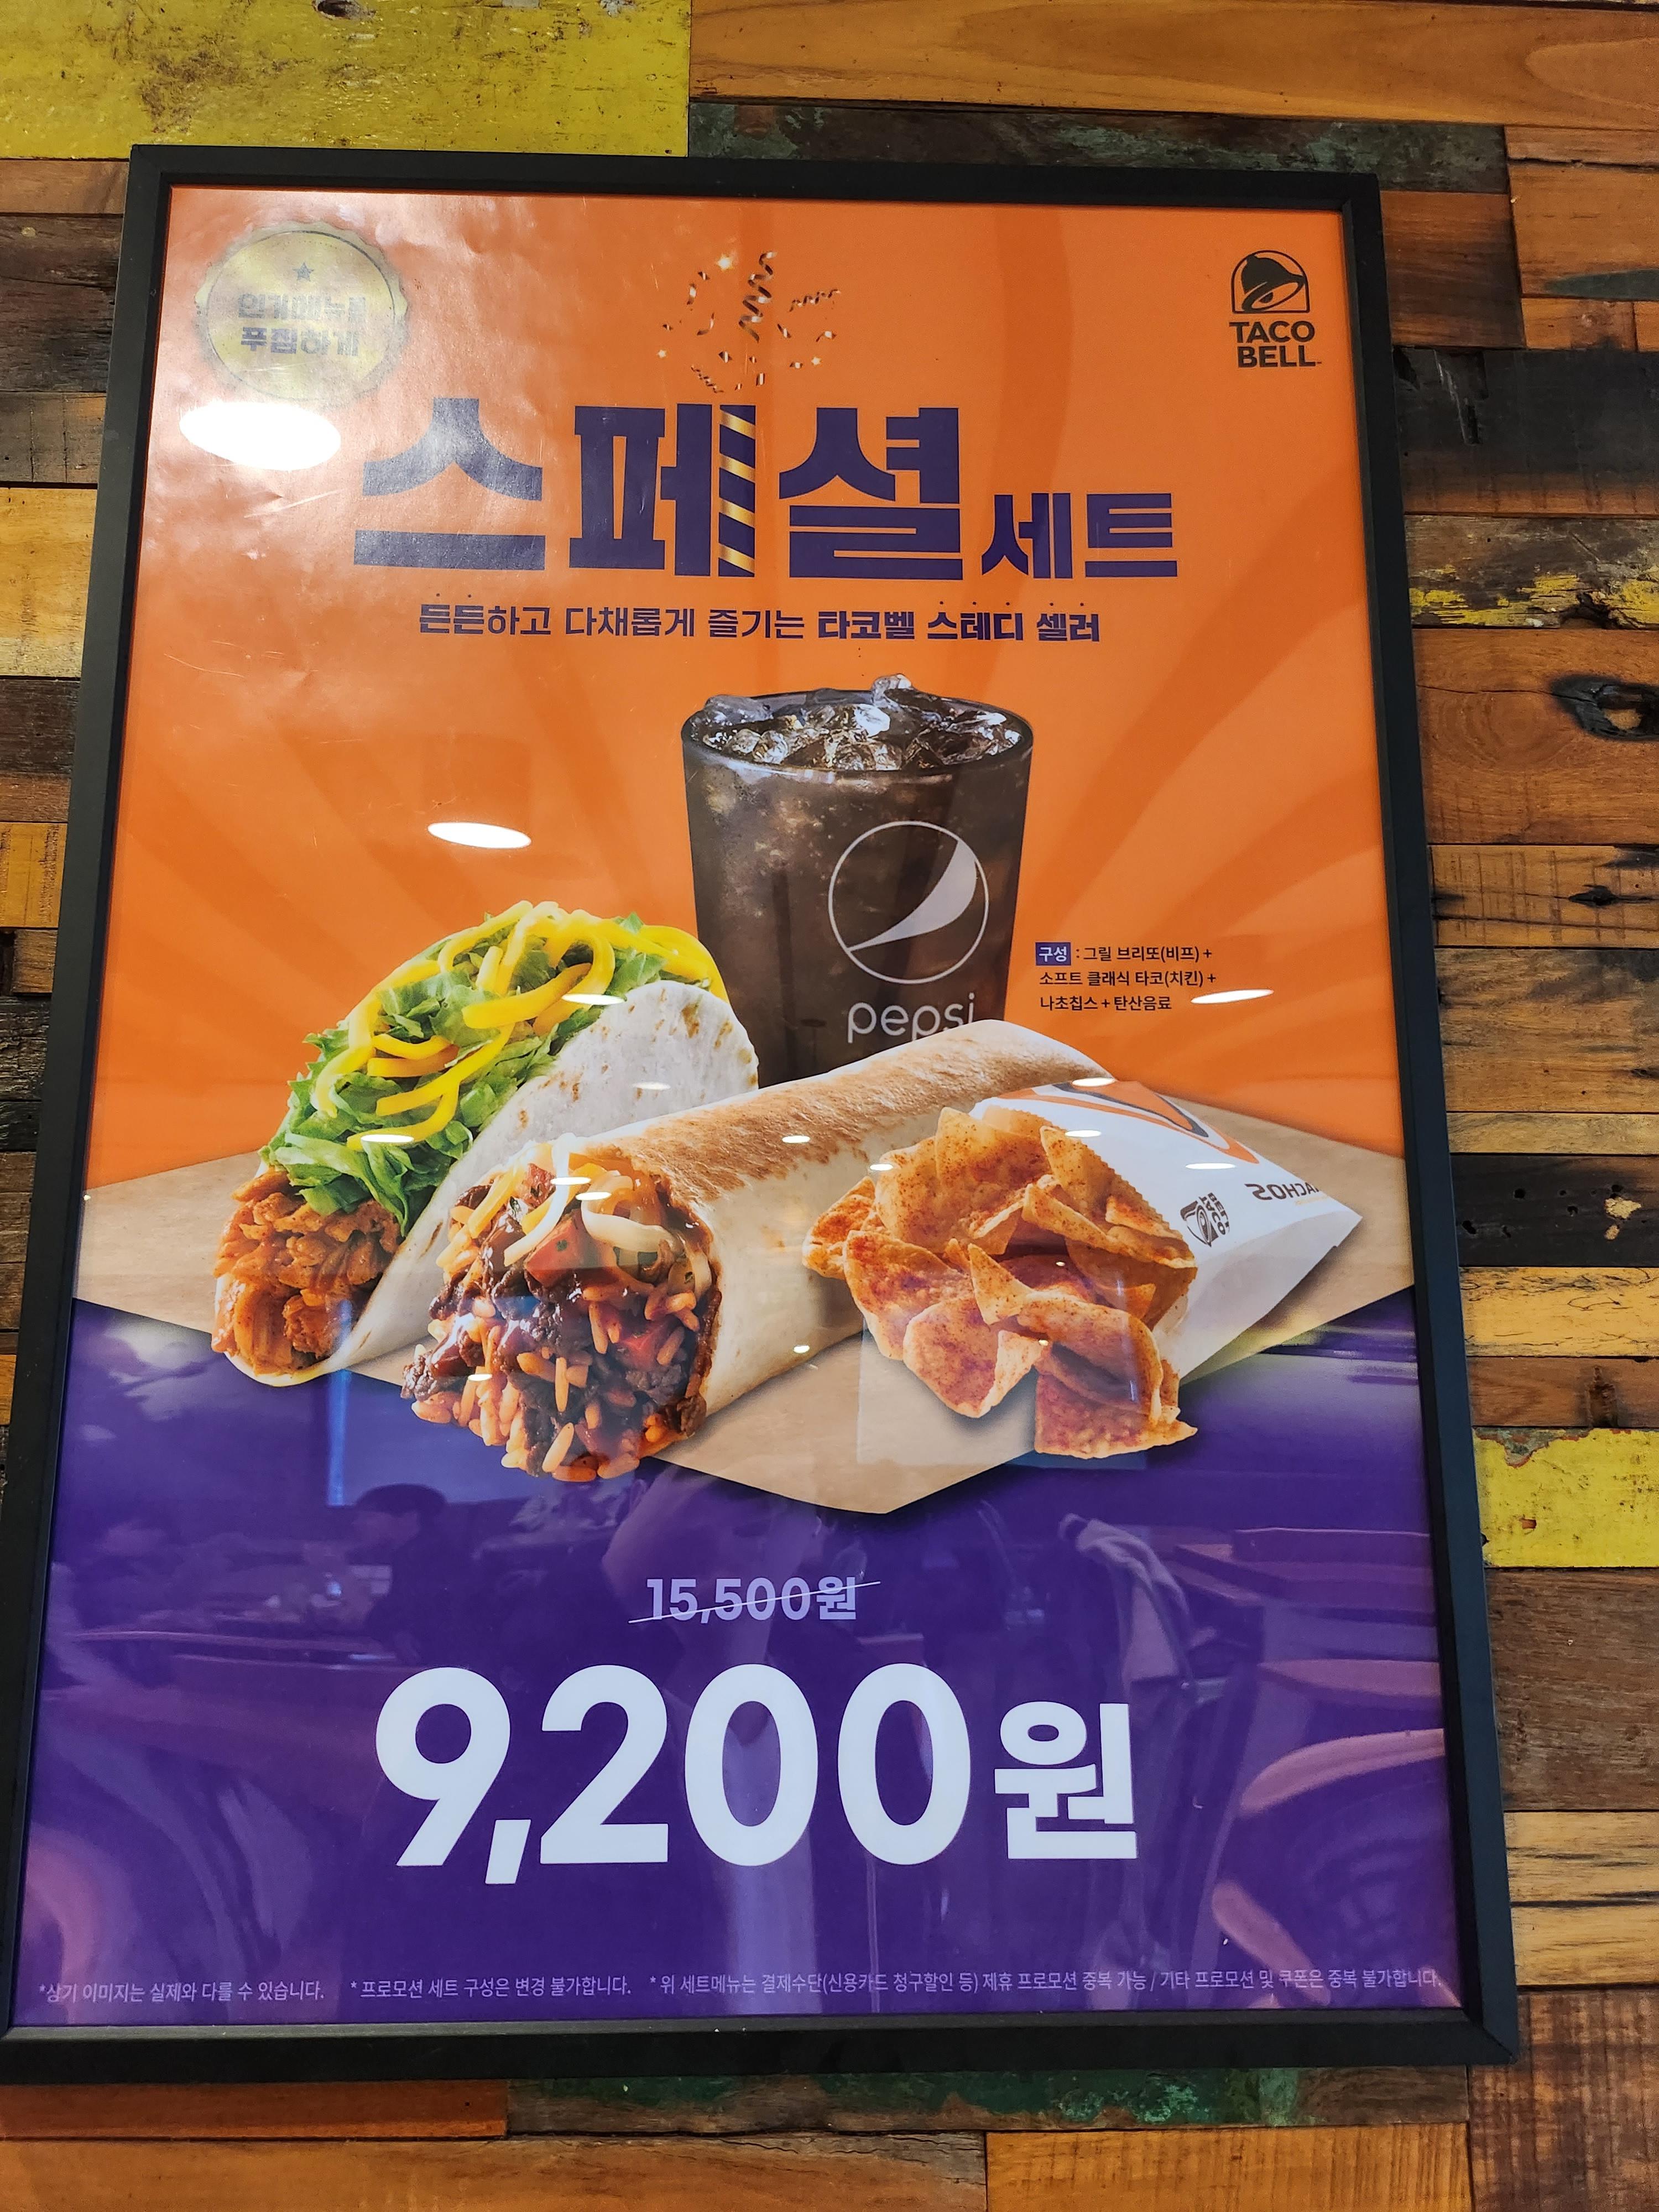 인기메뉴를
푸짐하게
TACO
BELL
스페셜세트
든든하고 다채롭게 즐기는 타코벨 스테디 셀러
pepsi
구성 : 그릴 브리또(비프) +
소프트 클래식 타코(치킨) +
나초칩스 + 탄산음료
15,500원
9,200원
*상기 이미지는 실제와 다를 수 있습니다. * 프로모션 세트 구성은 변경 불가합니다. * 위 세트메뉴는 결제수단(신용카드 청구할인 등) 제휴 프로모션 중복 가능 / 기타 프로모션 및 쿠폰은 중복 불가합니다.